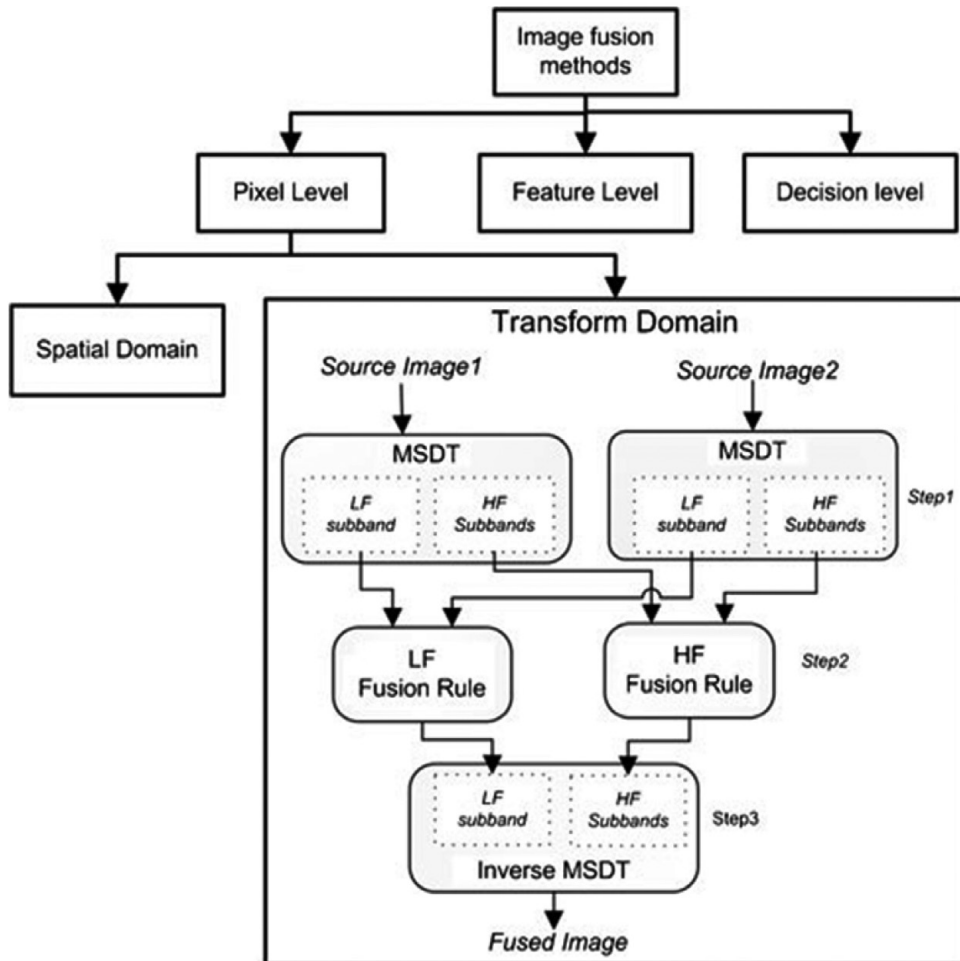 Image fusion
methods
Pixel Level
Feature Level
Decision level
Spatial Domain
Transform Domain
Source Image1
Source Image2
MSDT
MSDT
LF
subband
HF
Subbands
LF
subband
HF
Subbands
Step1
LF
Fusion Rule
HF
Fusion Rule
Step2
LF
subband
HF
Subbands
Step3
Inverse MSDT
Fused Image